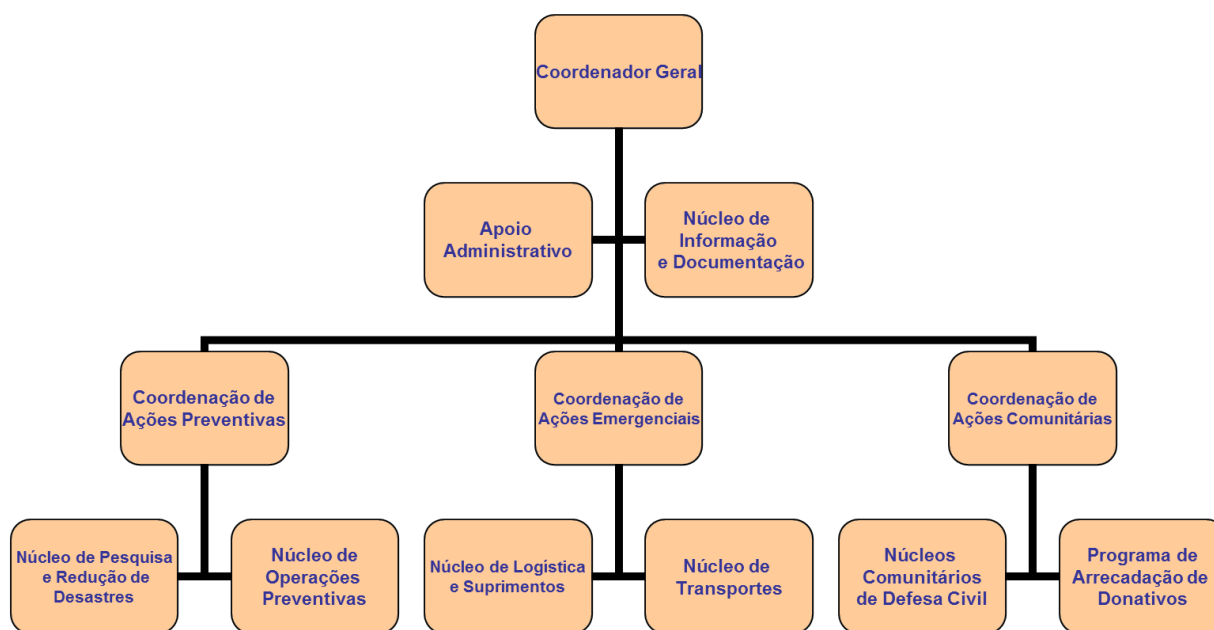 Coordenador Geral
Apoio
Administrativo
Núcleo de
Informação
e Documentação
Coordenação de
Ações Preventivas
Coordenação de
Ações Emergenciais
Coordenação de
Ações Comunitárias
Núcleo de Pesquisa
e Redução de
Desastres
Núcleo de
Operações
Preventivas
Núcleo de Logística
e Suprimentos
Núcleo de
Transportes
Núcleos
Comunitários
de Defesa Civil
Programa de
Arrecadação de
Donativos